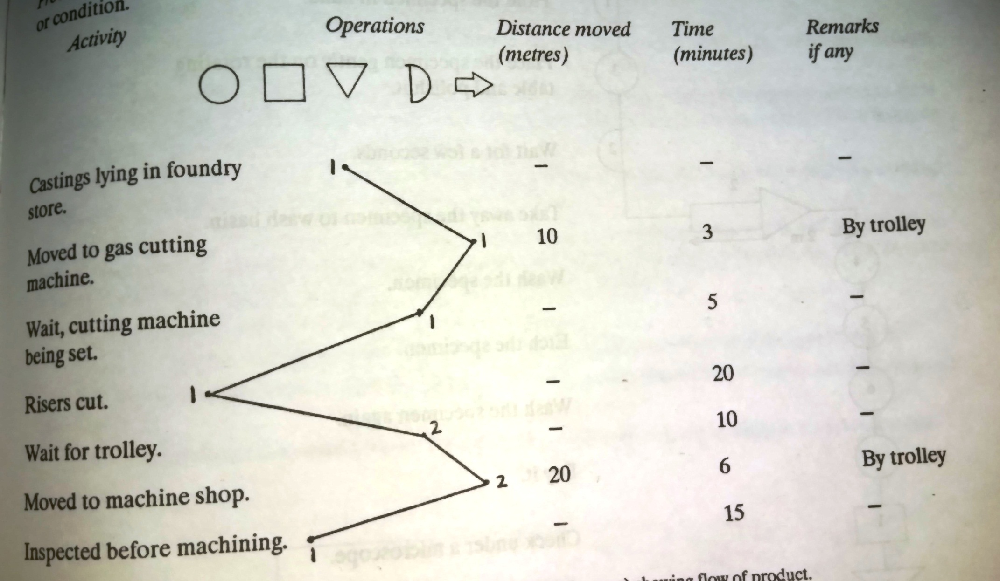 or condition.
Activity Operations Distance moved Time Remarks
(metres) (minutes) if any
1 – – –
Castings lying in foundry
store.
1 10 3 By trolley
Moved to gas cutting
machine.
1 – 5 –
Wait, cutting machine
being set.
1 – 20 –
Risers cut.
2 – 10 –
Wait for trolley.
2 20 6 By trolley
Moved to machine shop.
1 – 15 –
Inspected before machining.
showing flow of product.